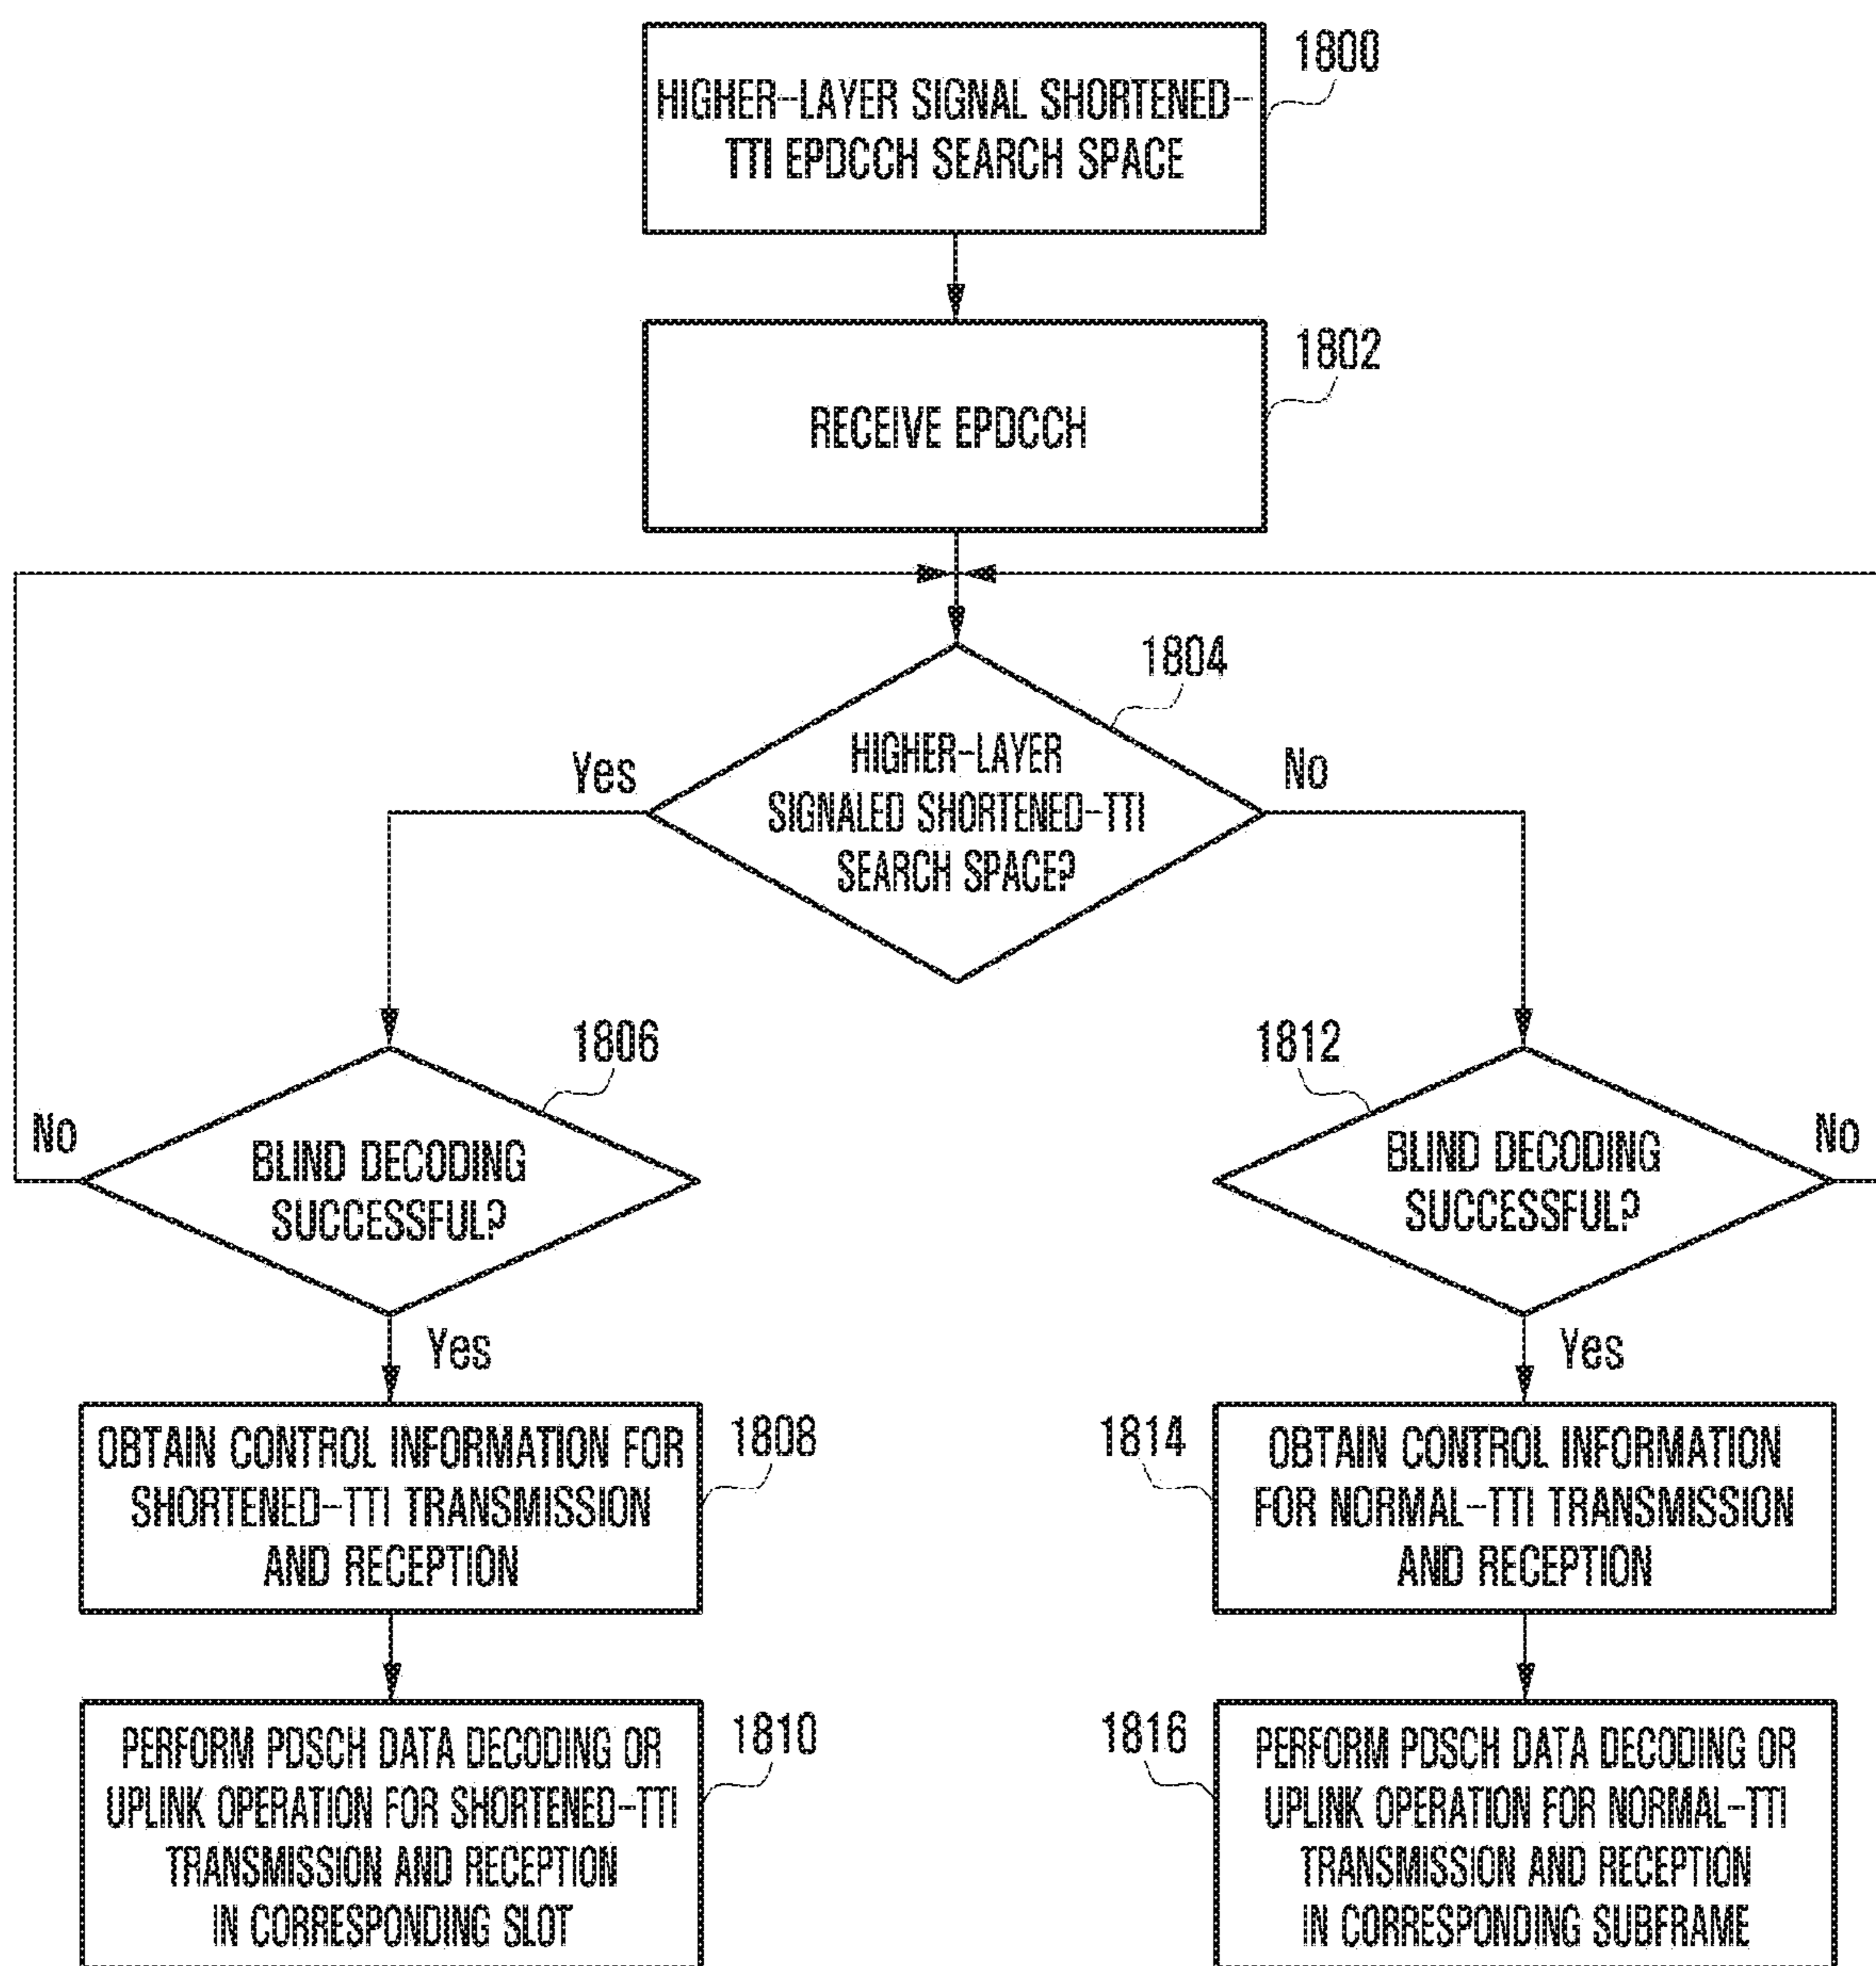 1800
HIGHER-LAYER SIGNAL SHORTENED-
TTI EPDCCH SEARCH SPACE
1802
RECEIVE EPDCCH
1804
Yes
No
HIGHER-LAYER
SIGNALED SHORTENED-TTI
SEARCH SPACE?
1806
No
BLIND DECODING
SUCCESSFUL?
Yes
1812
No
BLIND DECODING
SUCCESSFUL?
Yes
1808
OBTAIN CONTROL INFORMATION FOR
SHORTENED-TTI TRANSMISSION
AND RECEPTION
1814
OBTAIN CONTROL INFORMATION
FOR NORMAL-TTI TRANSMISSION
AND RECEPTION
1810
PERFORM PDSCH DATA DECODING OR
UPLINK OPERATION FOR SHORTENED-TTI
TRANSMISSION AND RECEPTION
IN CORRESPONDING SLOT
1816
PERFORM PDSCH DATA DECODING OR
UPLINK OPERATION FOR NORMAL-TTI
TRANSMISSION AND RECEPTION
IN CORRESPONDING SUBFRAME